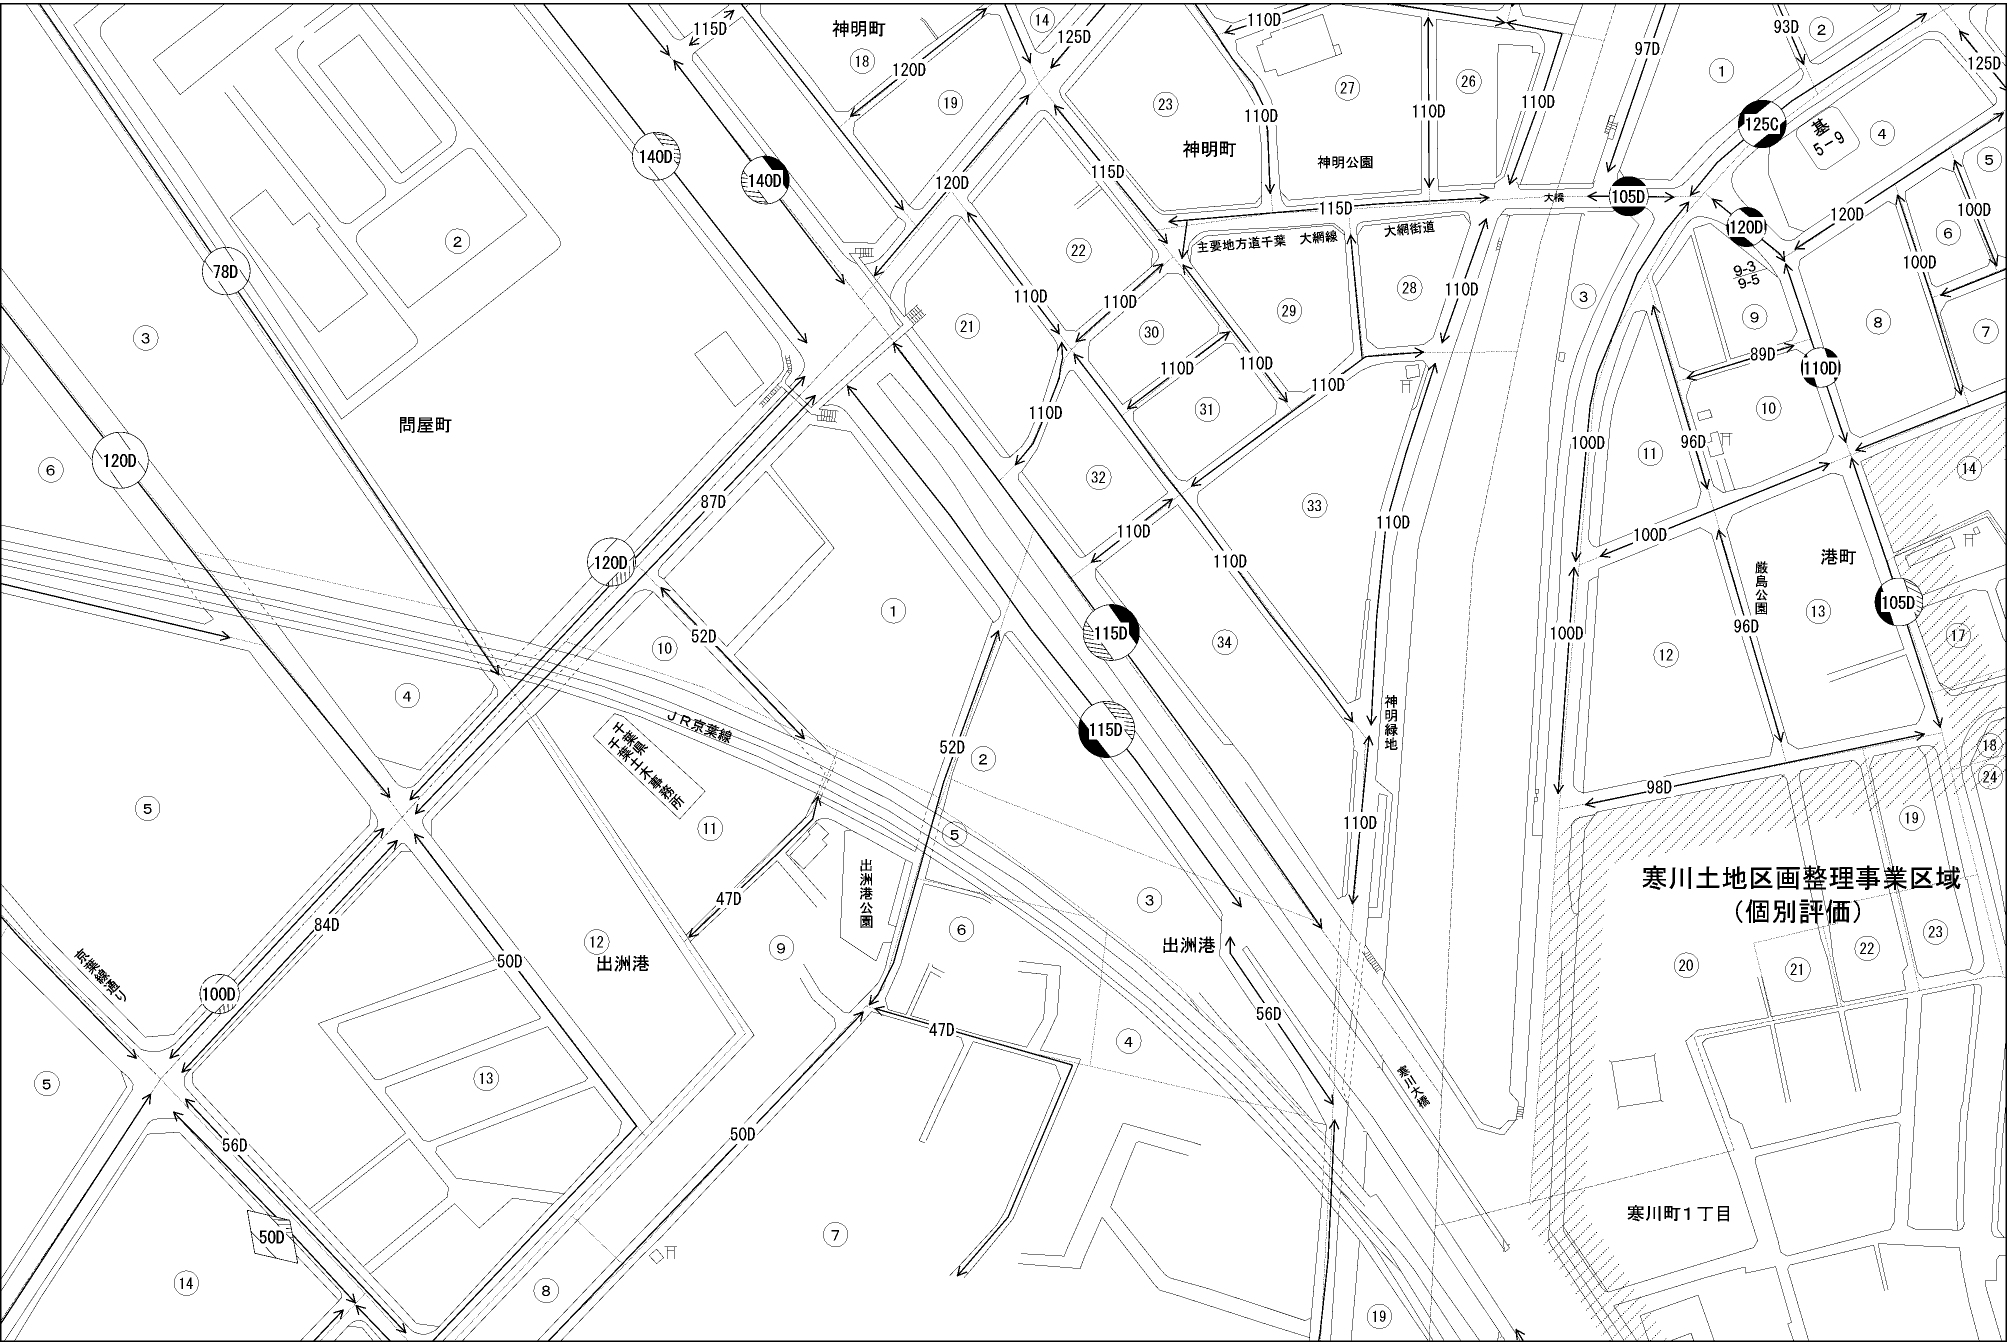 115D
神明町
18
120D
19
14
125D
110D
23
神明町
110D
27
神明公園
110D
26
110D
97D
1
93D
2
125D
125C
基
5-9
4
5
140D
140D
120D
115D
115D
大橋
105D
120D
120D
100D
6
100D
78D
2
3
22
主要地方道千葉
大網線
大網街道
9-3
9-5
3
9
8
7
110D
110D
21
30
29
28
110D
110D
110D
110D
89D
110D
110D
31
10
問屋町
120D
6
100D
96D
11
14
32
33
87D
110D
110D
110D
100D
120D
港町
厳島公園
13
105D
1
52D
10
115D
34
100D
96D
12
17
4
JR京葉線
千葉県
千葉土木事務所
115D
神明緑地
52D
2
18
24
98D
5
11
5
110D
19
出洲港公園
47D
寒川土地区画整理事業区域
(個別評価)
84D
12
出洲港
50D
9
6
3
出洲港
20
21
22
23
京葉線通り
100D
56D
47D
4
5
13
寒川大橋
56D
50D
50D
7
寒川町1丁目
14
8
19